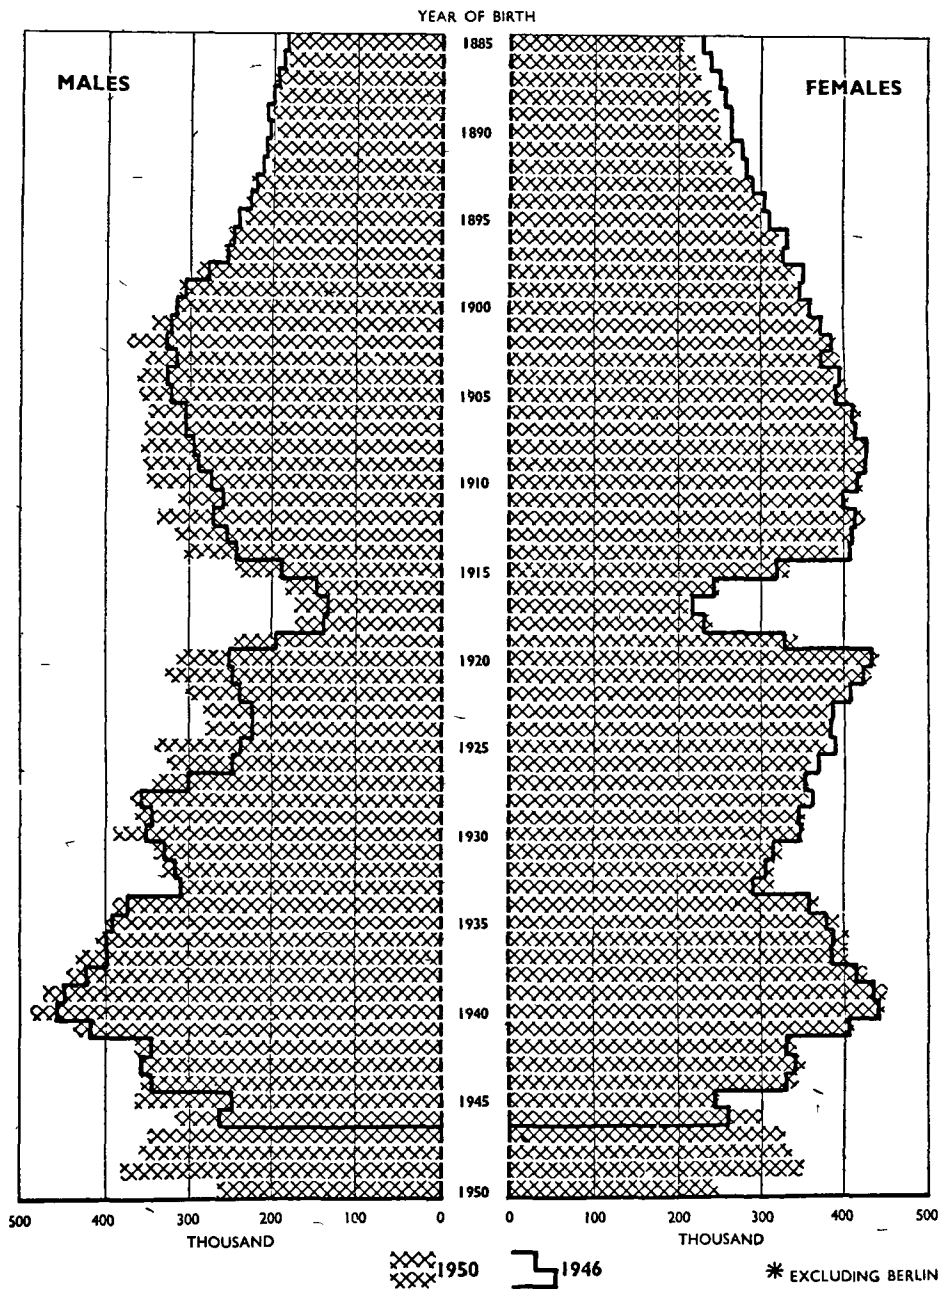 YEAR OF BIRTH
MALES
FEMALES
1885
1890
1895
1900
1905
1910
1915
1920
1925
1930
1935
1940
1945
1950
500 400 300 200 100 0
0 100 200 300 400 500
THOUSAND
THOUSAND
1950
1946
* EXCLUDING BERLIN